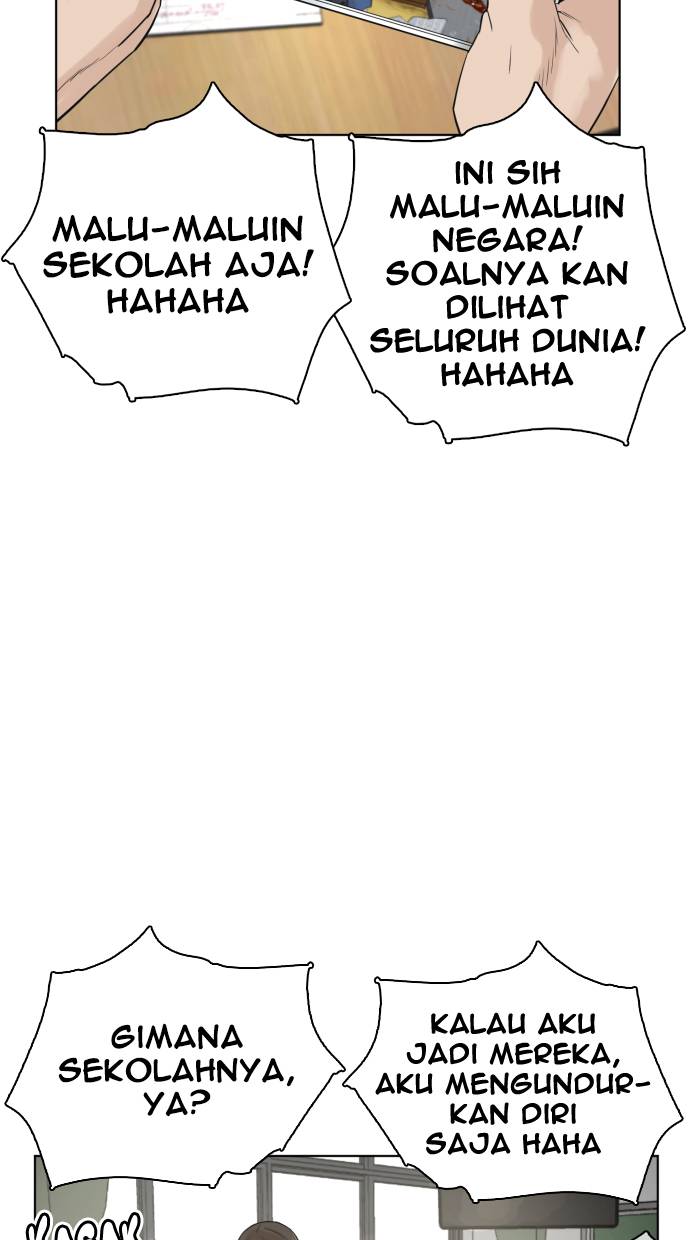 MALU-MALUIN
SEKOLAH AJA!
HAHAHA
INI SIH
MALU-MALUIN
NEGARA!
SOALNYA KAN
DILIHAT
SELURUH DUNIA!
HAHAHA
GIMANA
SEKOLAHNYA,
YA?
KALAU AKU
JADI MEREKA,
AKU MENGUNDUR-
KAN DIRI
SAJA HAHA